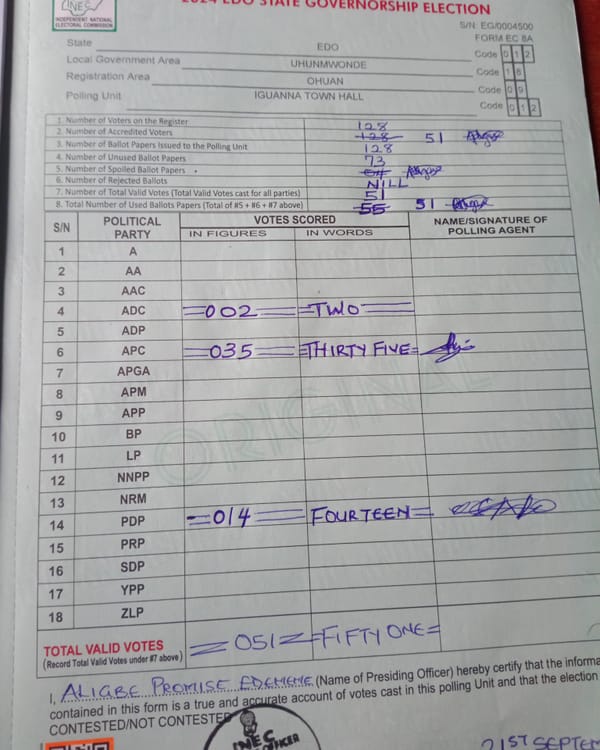 INEC
INDEPENDENT NATIONAL
ELECTORAL COMMISSION
2024 EDO STATE GOVERNORSHIP ELECTION
S/N: EG/0004500
FORM EC 8A
State EDO Code 0 1 2
Local Government Area UHUNMWONDE Code 1 8
Registration Area OHUAN Code 0 9
Polling Unit IGUANNA TOWN HALL Code 0 1 2
1. Number of Voters on the Register 128
2. Number of Accredited Voters 128 51
3. Number of Ballot Papers Issued to the Polling Unit 128
4. Number of Unused Ballot Papers 73
5. Number of Spoiled Ballot Papers 04
6. Number of Rejected Ballots NILL
7. Number of Total Valid Votes (Total Valid Votes cast for all parties) 51
8. Total Number of Used Ballots Papers (Total of #5 + #6 + #7 above) 55 51
S/N POLITICAL PARTY VOTES SCORED NAME/SIGNATURE OF POLLING AGENT
IN FIGURES IN WORDS
1 A
2 AA
3 AAC
4 ADC =002= =TWO=
5 ADP
6 APC =035= =THIRTY FIVE=
7 APGA
8 APM
9 APP
10 BP
11 LP
12 NNPP
13 NRM
14 PDP =014= FOURTEEN=
15 PRP
16 SDP
17 YPP
18 ZLP
ORIGINAL
TOTAL VALID VOTES =051= =FIFTY ONE=
(Record Total Valid Votes under #7 above)
I, ALIGBE PROMISE EDEMEME (Name of Presiding Officer) hereby certify that the informa
contained in this form is a true and accurate account of votes cast in this polling Unit and that the election
CONTESTED/NOT CONTESTED
INEC
OFFICER
21ST SEPTEM